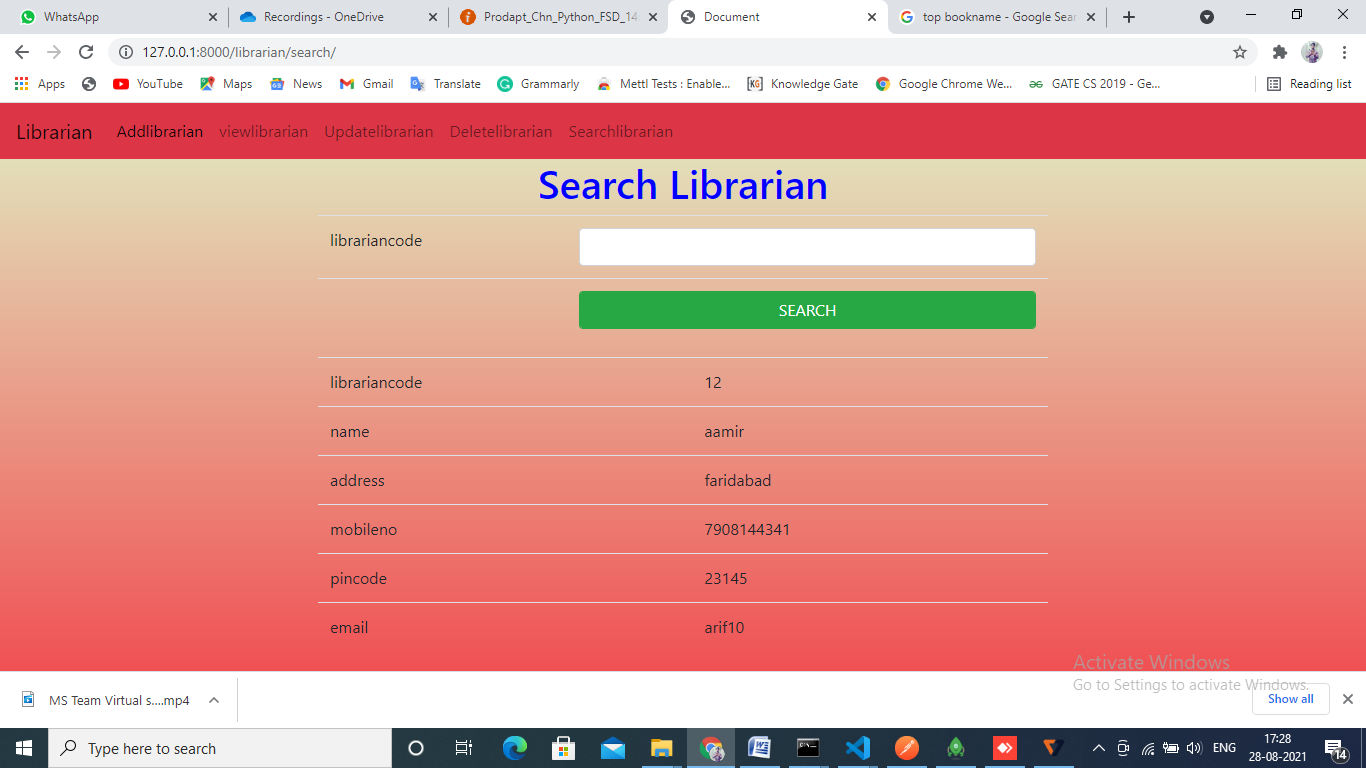 WhatsApp
Recordings - OneDrive
Prodapt_Chn_Python_FSD_14
Document
top bookname - Google Sear
127.0.0.1:8000/librarian/search/
Apps YouTube Maps News Gmail Translate Grammarly Mettl Tests : Enable... Knowledge Gate Google Chrome We... GATE CS 2019 - Ge... Reading list
Librarian Addlibrarian viewlibrarian Updatelibrarian Deletelibrarian Searchlibrarian
Search Librarian
librariancode
SEARCH
librariancode 12
name aamir
address faridabad
mobileno 7908144341
pincode 23145
email arif10
Activate Windows
Go to Settings to activate Windows.
MS Team Virtual s....mp4
Show all
Type here to search
ENG
17:28
28-08-2021
14